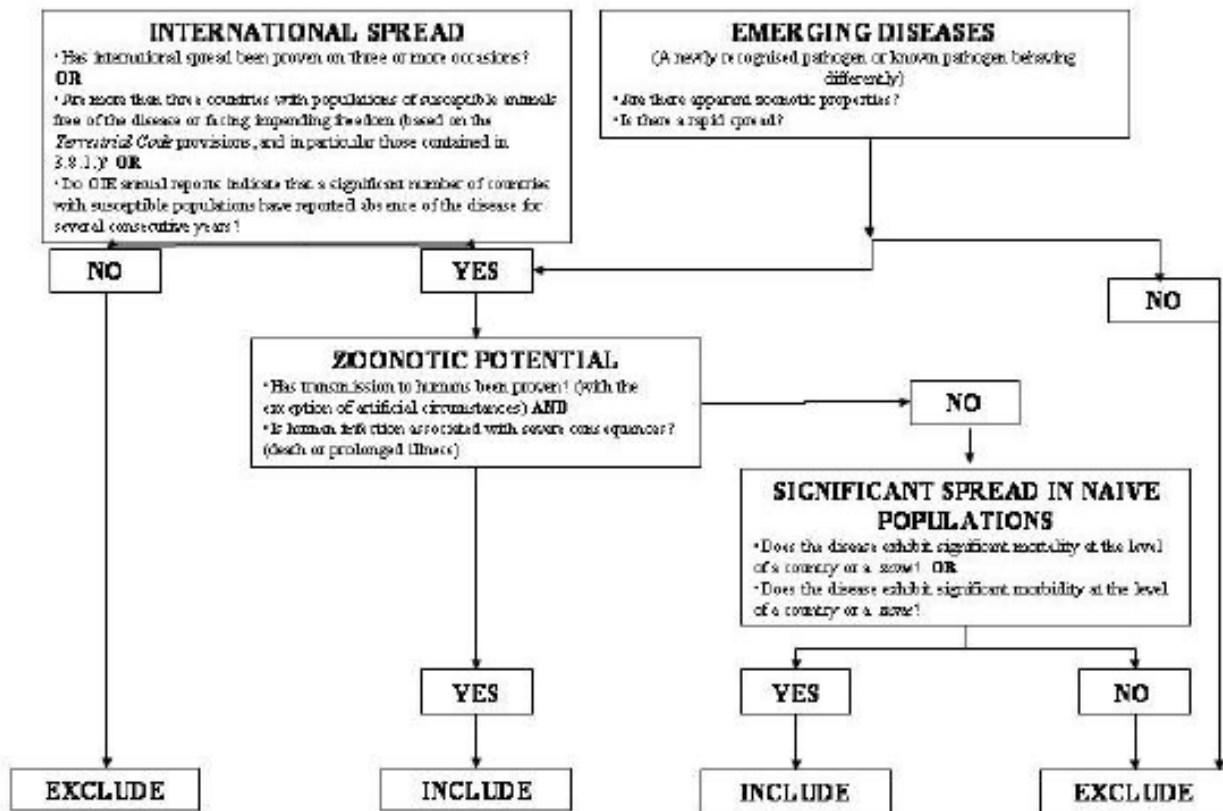 INTERNATIONAL SPREAD
• Has international spread been proven on three or more occasions?
OR
• Are more than three countries with populations of susceptible animals
free of the disease or facing impending freedom (based on the
Terrestrial Code provisions, and in particular those contained in
OR
• Do OIE annual reports indicate that a significant number of countries
with susceptible populations have reported absence of the disease for
several consecutive years?
EMERGING DISEASES
(A newly recognised pathogen or known pathogen behaving
differently)
• Are there apparent zoonotic properties?
• Is there a rapid spread?
NO
YES
NO
ZOONOTIC POTENTIAL
• Has transmission to humans been proven? (with the
exception of artificial circumstances) AND
• Is human infection associated with severe consequences?
(death or prolonged illness)
NO
SIGNIFICANT SPREAD IN NAIVE
POPULATIONS
• Does the disease exhibit significant mortality at the level
of a country or a zone? OR
• Does the disease exhibit significant morbidity at the level
of a country or a zone?
YES
YES
NO
EXCLUDE
INCLUDE
INCLUDE
EXCLUDE